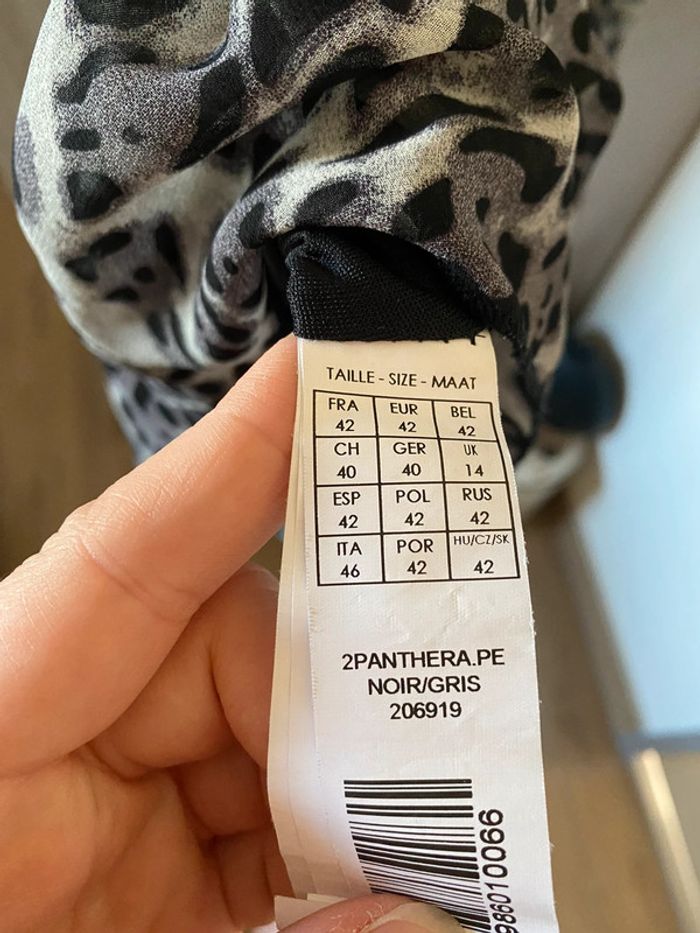 TAILLE - SIZE - MAAT
FRA EUR BEL
42 42 42
CH GER UK
40 40 14
ESP POL RUS
42 42 42
ITA POR HU/CZ/SK
46 42 42
2PANTHERA.PE
NOIR/GRIS
206919
986010066